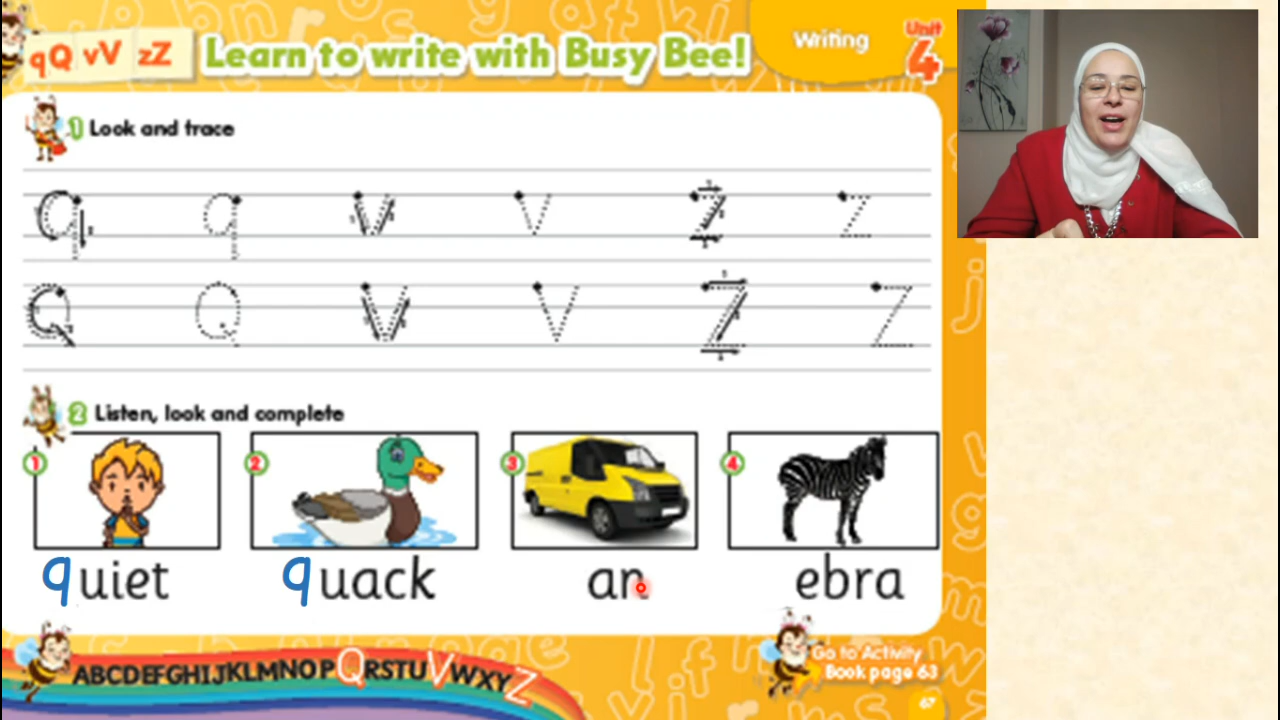 qQ vV zZ Learn to write with Busy Bee! Writing Unit 4
1 Look and trace
q q v v z z
Q Q V V Z Z
2 Listen, look and complete
1 2 3 4
quiet quack an ebra
ABCDEFGHIJKLMNOPQRSTUVWXYZ
Go to Activity
Book page 63
67